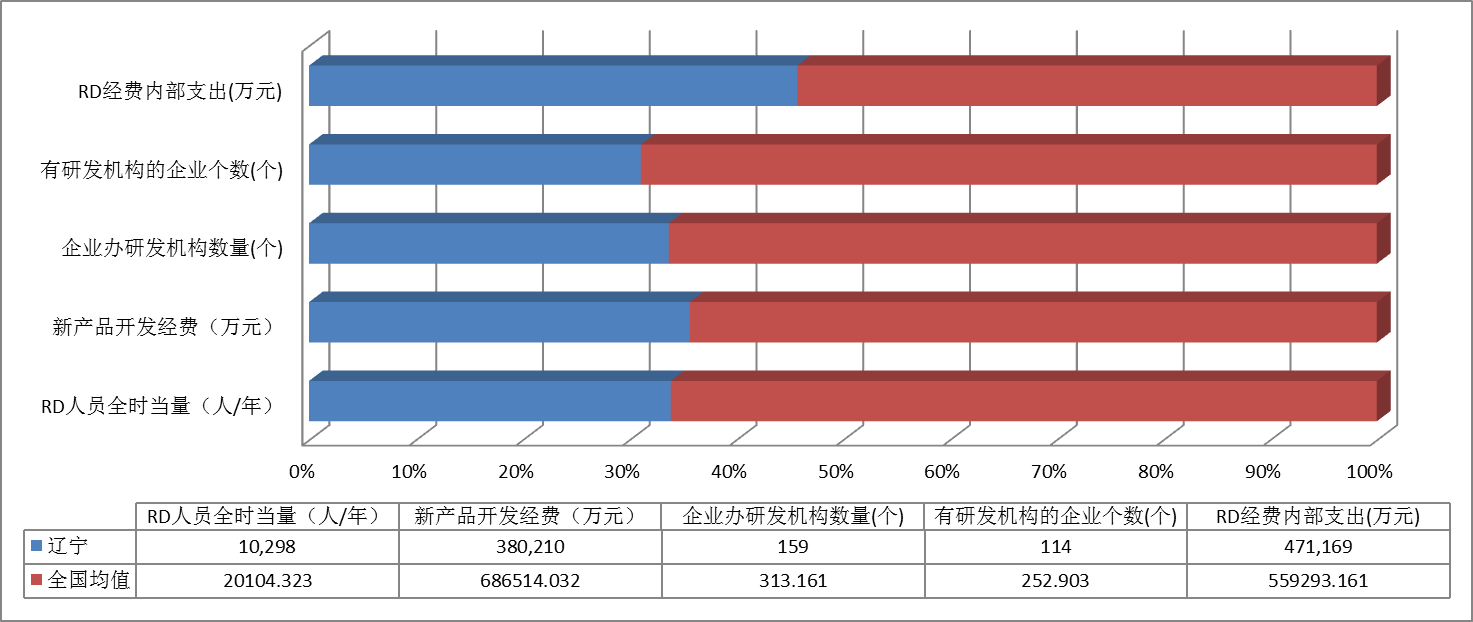 RD经费内部支出(万元)
有研发机构的企业个数(个)
企业办研发机构数量(个)
新产品开发经费（万元）
RD人员全时当量（人/年）
0% 10% 20% 30% 40% 50% 60% 70% 80% 90% 100%
RD人员全时当量（人/年） 新产品开发经费（万元） 企业办研发机构数量(个) 有研发机构的企业个数(个) RD经费内部支出(万元)
辽宁 10,298 380,210 159 114 471,169
全国均值 20104.323 686514.032 313.161 252.903 559293.161